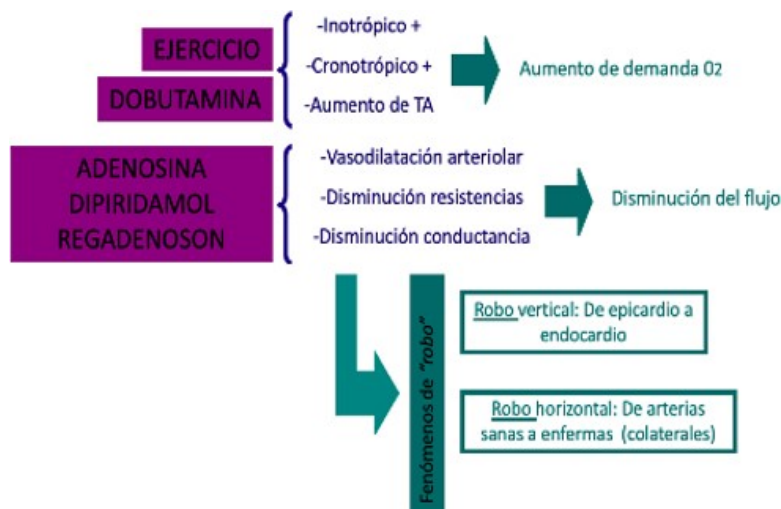 EJERCICIO
DOBUTAMINA
-Inotrópico +
-Cronotrópico +
-Aumento de TA
Aumento de demanda O2
ADENOSINA
DIPIRIDAMOL
REGADENOSON
-Vasodilatación arteriolar
-Disminución resistencias
-Disminución conductancia
Disminución del flujo
Fenómenos de "robo"
Robo vertical: De epicardio a
endocardio
Robo horizontal: De arterias
sanas a enfermas (colaterales)